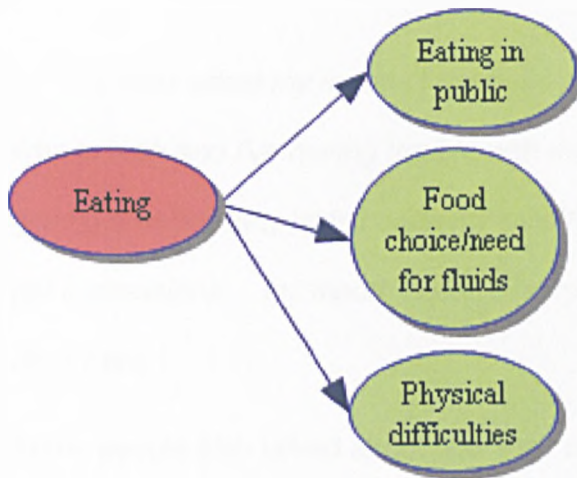 Eating in
public
Eating
Food
choice/need
for fluids
Physical
difficulties